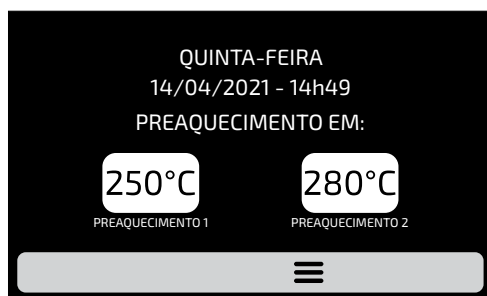 QUINTA-FEIRA
14/04/2021 - 14h49
PREAQUECIMENTO EM:
250°C 280°C
PREAQUECIMENTO 1 PREAQUECIMENTO 2